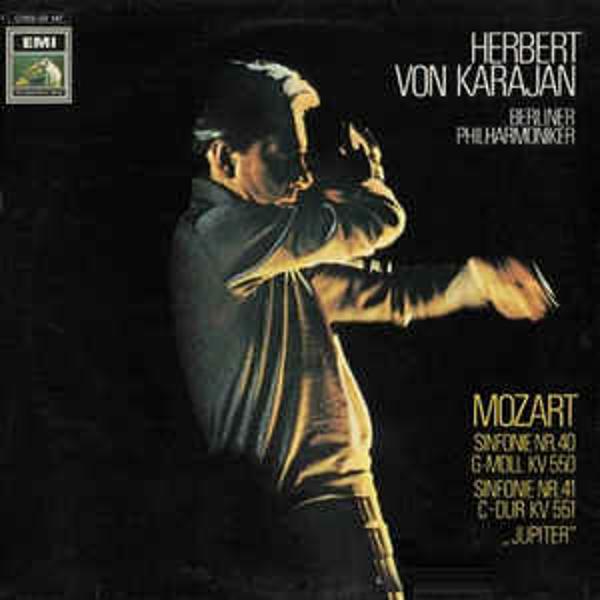 EMI
HERBERT
VON KARAJAN
BERLINER
PHILHARMONIKER
MOZART
SINFONIE NR. 40
G-MOLL KV 550
SINFONIE NR. 41
C-DUR KV 551
„JUPITER”